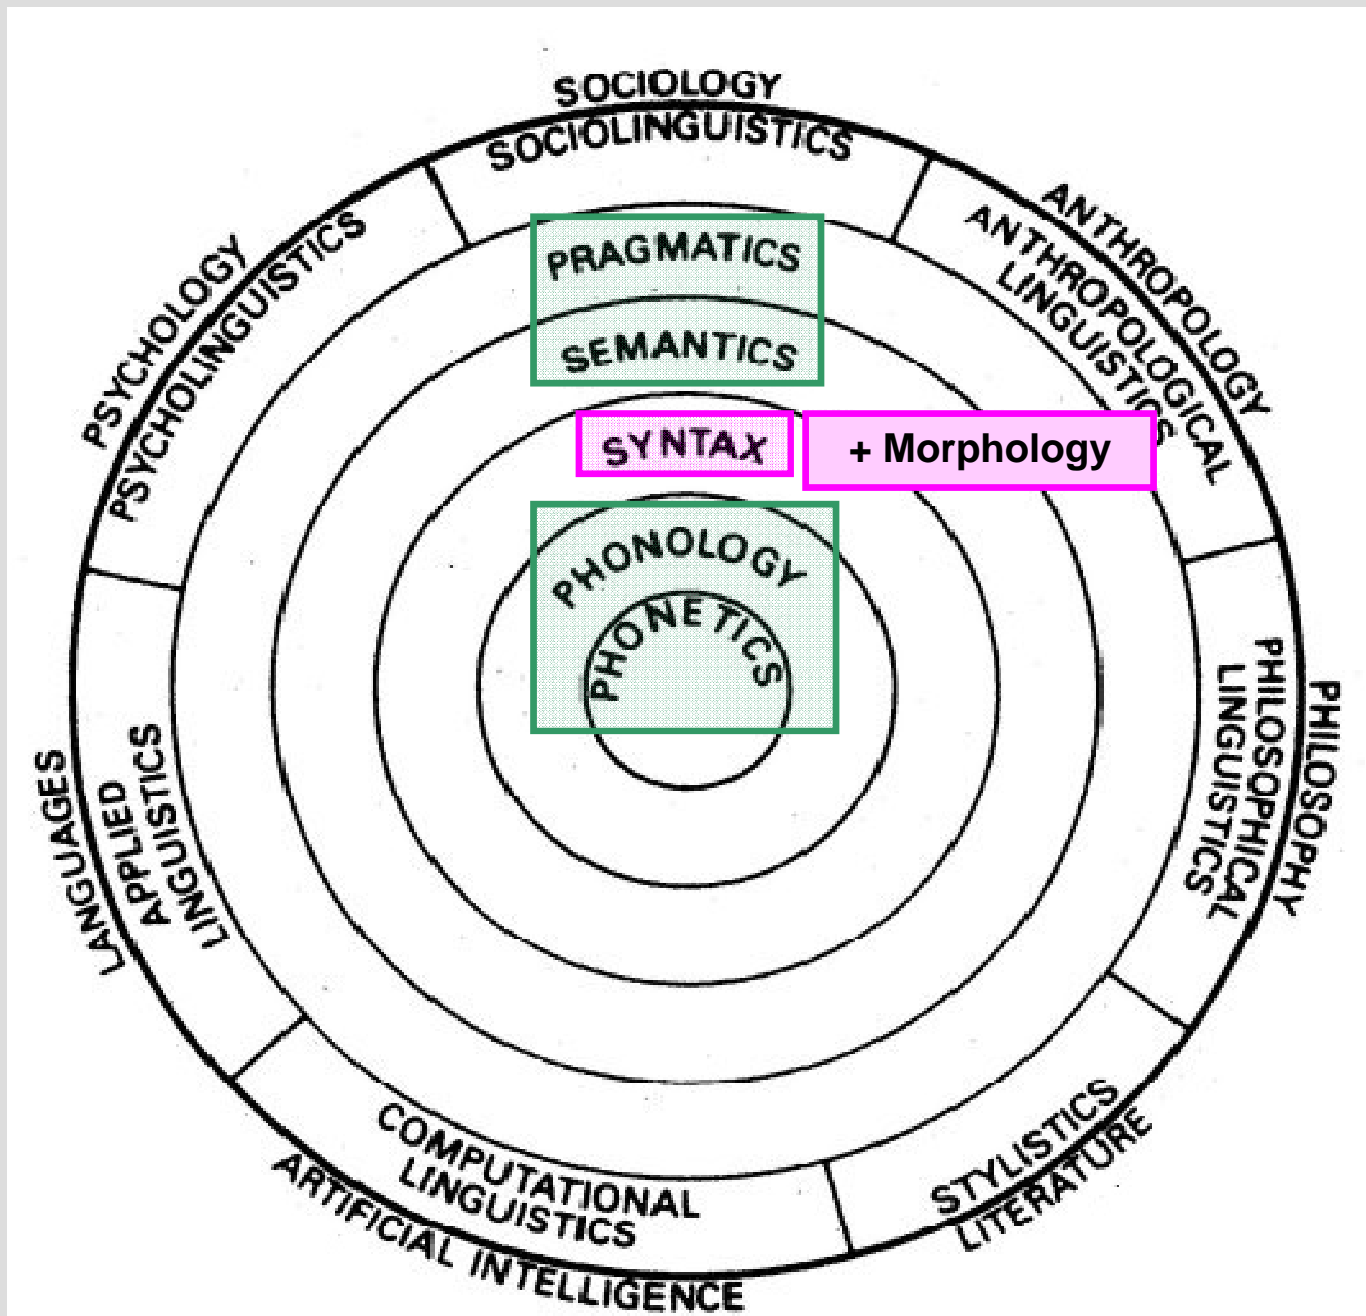 SOCIOLOGY
SOCIOLINGUISTICS
ANTHROPOLOGY
ANTHROPOLOGICAL
LINGUISTICS
PSYCHOLOGY
PSYCHOLINGUISTICS
PRAGMATICS
SEMANTICS
SYNTAX
+ Morphology
PHONOLOGY
PHONETICS
PHILOSOPHY
PHILOSOPHICAL
LINGUISTICS
LANGUAGES
APPLIED
LINGUISTICS
COMPUTATIONAL
LINGUISTICS
ARTIFICIAL INTELLIGENCE
STYLISTICS
LITERATURE